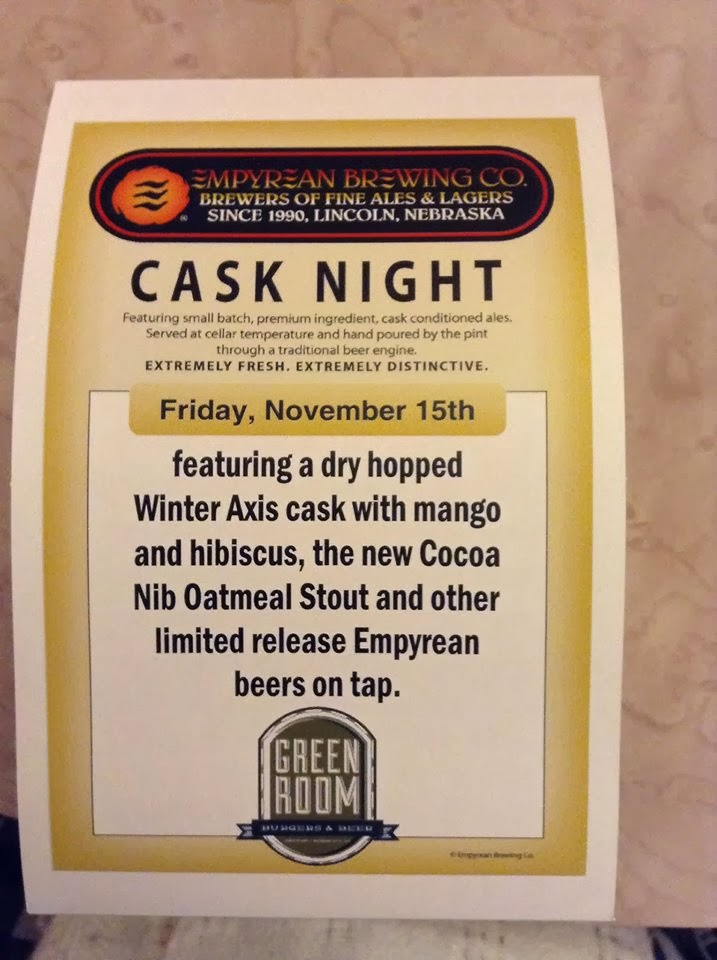 EMPYREAN BREWING CO.
BREWERS OF FINE ALES & LAGERS
SINCE 1990, LINCOLN, NEBRASKA
®
CASK NIGHT
Featuring small batch, premium ingredient, cask conditioned ales.
Served at cellar temperature and hand poured by the pint
through a traditional beer engine.
EXTREMELY FRESH. EXTREMELY DISTINCTIVE.
Friday, November 15th
featuring a dry hopped
Winter Axis cask with mango
and hibiscus, the new Cocoa
Nib Oatmeal Stout and other
limited release Empyrean
beers on tap.
GREEN
ROOM
BURGERS & BEER
© Empyrean Brewing Co.